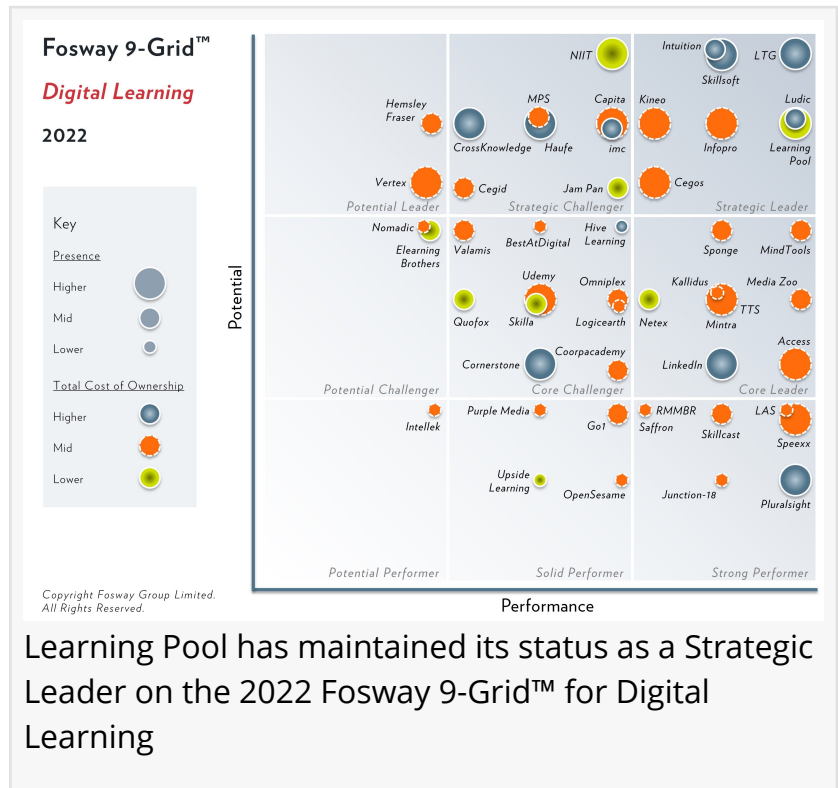 Fosway 9-Grid™
Digital Learning
2022
Key
Presence
Higher
Mid
Lower
Total Cost of Ownership
Higher
Mid
Lower
Copyright Fosway Group Limited.
All Rights Reserved.
Potential
Performance
Hemsley
Fraser
Vertex
Potential Leader
NIIT
MPS
Capita
CrossKnowledge
Haufe
imc
Cegid
Jam Pan
Strategic Challenger
Intuition
Skillsoft
LTG
Kineo
Infopro
Ludic
Learning
Pool
Cegos
Strategic Leader
Nomadic
Elearning
Brothers
Potential Challenger
Valamis
BestAtDigital
Hive
Learning
Udemy
Omniplex
Quofox
Skilla
Logicearth
Cornerstone
Coorpacademy
Core Challenger
Sponge
MindTools
Kallidus
Media Zoo
TTS
Netex
Mintra
LinkedIn
Access
Core Leader
Intellek
Potential Performer
Purple Media
Go1
Upside
Learning
OpenSesame
Solid Performer
RMMBR
Saffron
Skillcast
LAS
Speexx
Junction-18
Pluralsight
Strong Performer
Learning Pool has maintained its status as a Strategic
Leader on the 2022 Fosway 9-Grid™ for Digital
Learning